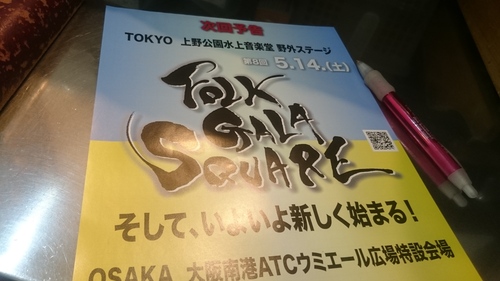 次回予告
TOKYO 上野公園水上音楽堂 野外ステージ
第8回 5.14.(土)
FOLK
GALA
SQUARE
そして、いよいよ新しく始まる!
OSAKA 大阪南港ATCウミエール広場特設会場